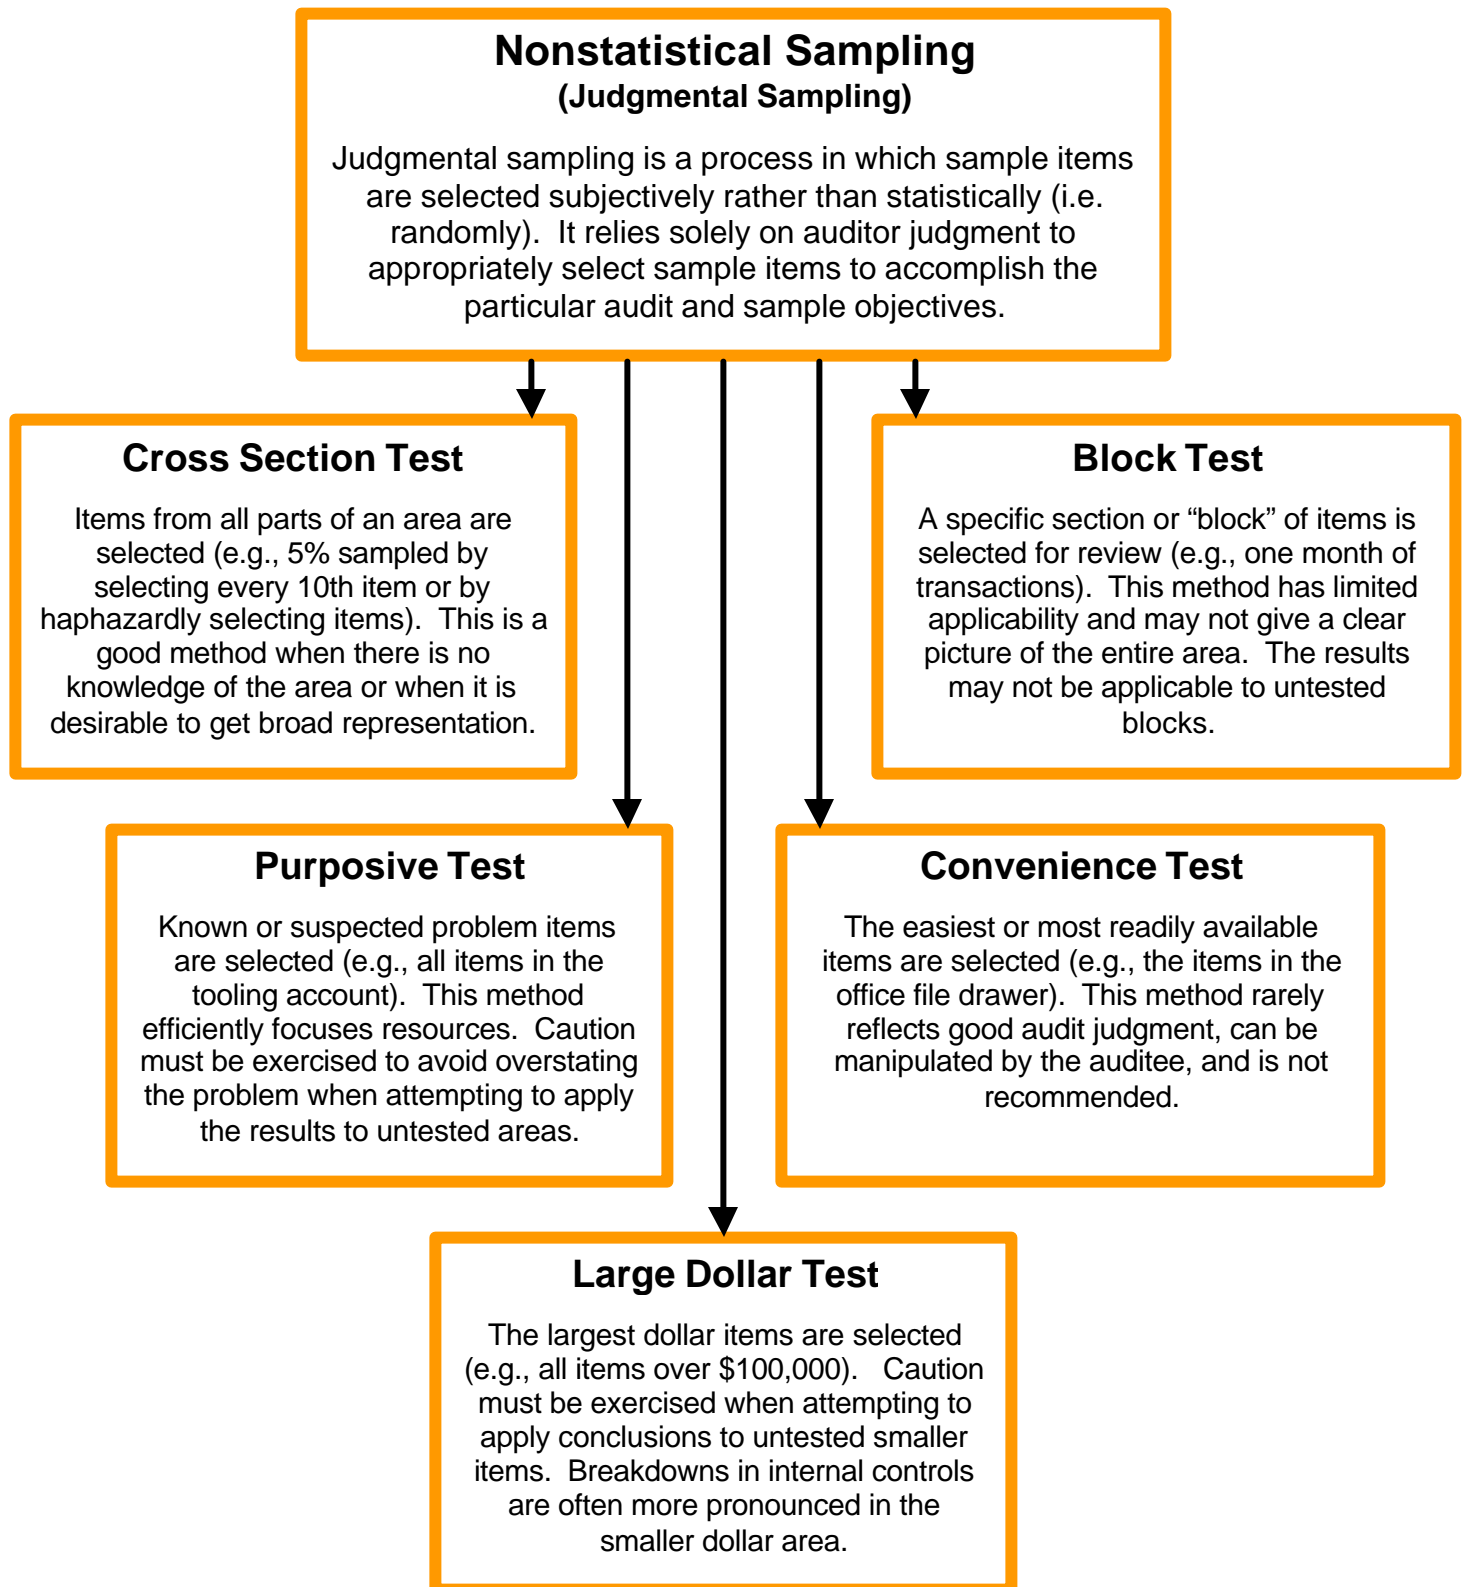 Nonstatistical Sampling
(Judgmental Sampling)
Judgmental sampling is a process in which sample items
are selected subjectively rather than statistically (i.e.
randomly).  It relies solely on auditor judgment to
appropriately select sample items to accomplish the
particular audit and sample objectives.
Cross Section Test
Items from all parts of an area are
selected (e.g., 5% sampled by
selecting every 10th item or by
haphazardly selecting items).  This is a
good method when there is no
knowledge of the area or when it is
desirable to get broad representation.
Block Test
A specific section or “block” of items is
selected for review (e.g., one month of
transactions).  This method has limited
applicability and may not give a clear
picture of the entire area.  The results
may not be applicable to untested
blocks.
Purposive Test
Known or suspected problem items
are selected (e.g., all items in the
tooling account).  This method
efficiently focuses resources.  Caution
must be exercised to avoid overstating
the problem when attempting to apply
the results to untested areas.
Convenience Test
The easiest or most readily available
items are selected (e.g., the items in the
office file drawer).  This method rarely
reflects good audit judgment, can be
manipulated by the auditee, and is not
recommended.
Large Dollar Test
The largest dollar items are selected
(e.g., all items over $100,000).   Caution
must be exercised when attempting to
apply conclusions to untested smaller
items.  Breakdowns in internal controls
are often more pronounced in the
smaller dollar area.